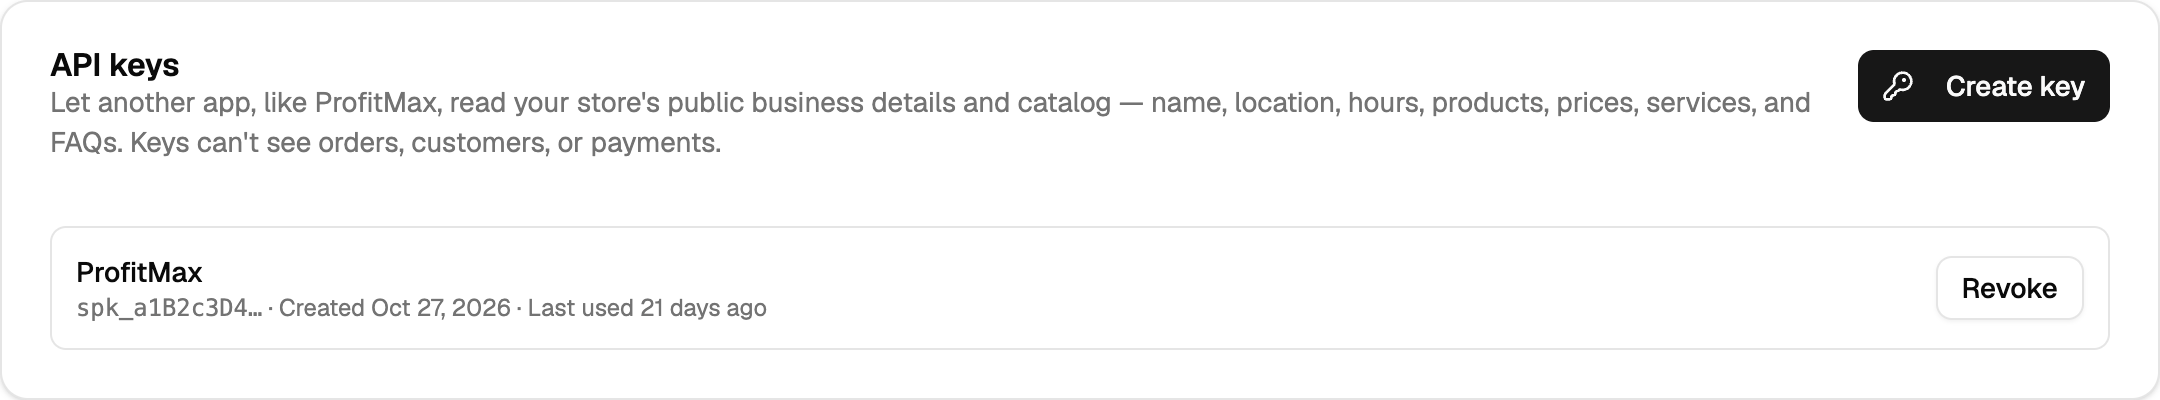 API keys
Let another app, like ProfitMax, read your store's public business details and catalog — name, location, hours, products, prices, services, and
FAQs. Keys can't see orders, customers, or payments.
Create key
ProfitMax
spk_a1B2c3D4… · Created Oct 27, 2026 · Last used 21 days ago
Revoke